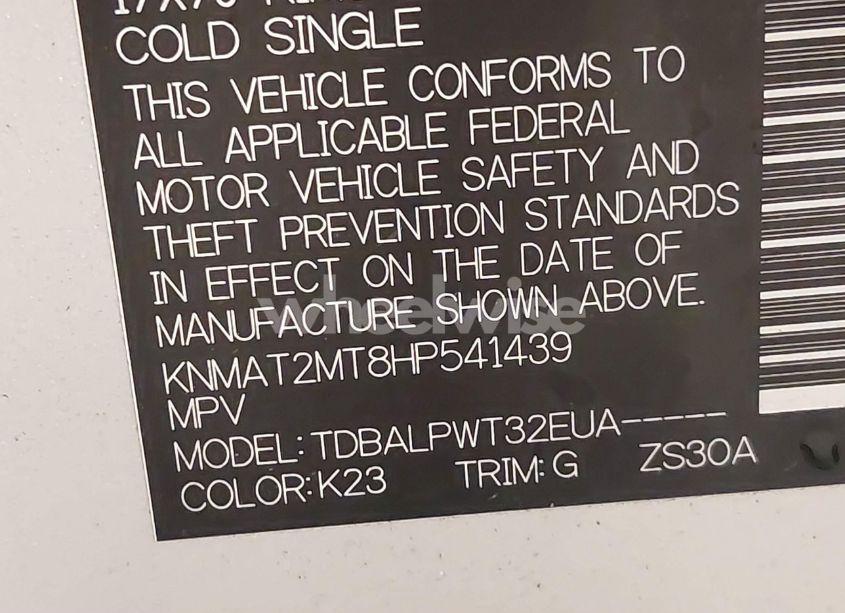 COLD SINGLE
THIS VEHICLE CONFORMS TO
ALL APPLICABLE FEDERAL
MOTOR VEHICLE SAFETY AND
THEFT PREVENTION STANDARDS
IN EFFECT ON THE DATE OF
MANUFACTURE SHOWN ABOVE.
wheelwise
KNMAT2MT8HP541439
MPV
MODEL: TDBALPWT32EUA-----
COLOR: K23 TRIM: G ZS30A